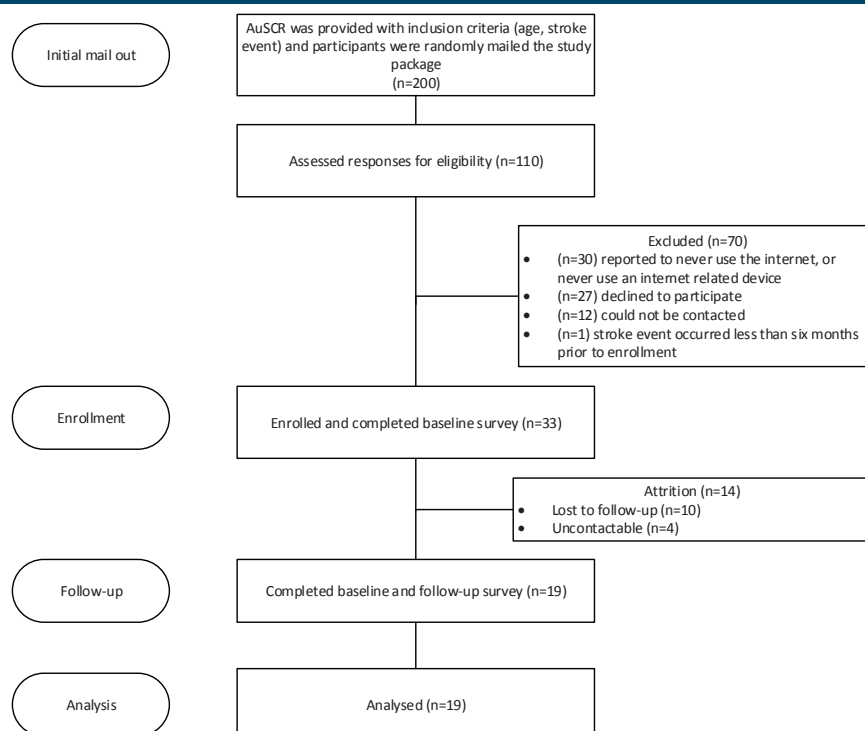 Initial mail out
AuSCR was provided with inclusion criteria (age, stroke
event) and participants were randomly mailed the study
package
(n=200)
Assessed responses for eligibility (n=110)
Excluded (n=70)
• (n=30) reported to never use the internet, or
never use an internet related device
• (n=27) declined to participate
• (n=12) could not be contacted
• (n=1) stroke event occurred less than six months
prior to enrollment
Enrollment
Enrolled and completed baseline survey (n=33)
Attrition (n=14)
• Lost to follow-up (n=10)
• Uncontactable (n=4)
Follow-up
Completed baseline and follow-up survey (n=19)
Analysis
Analysed (n=19)